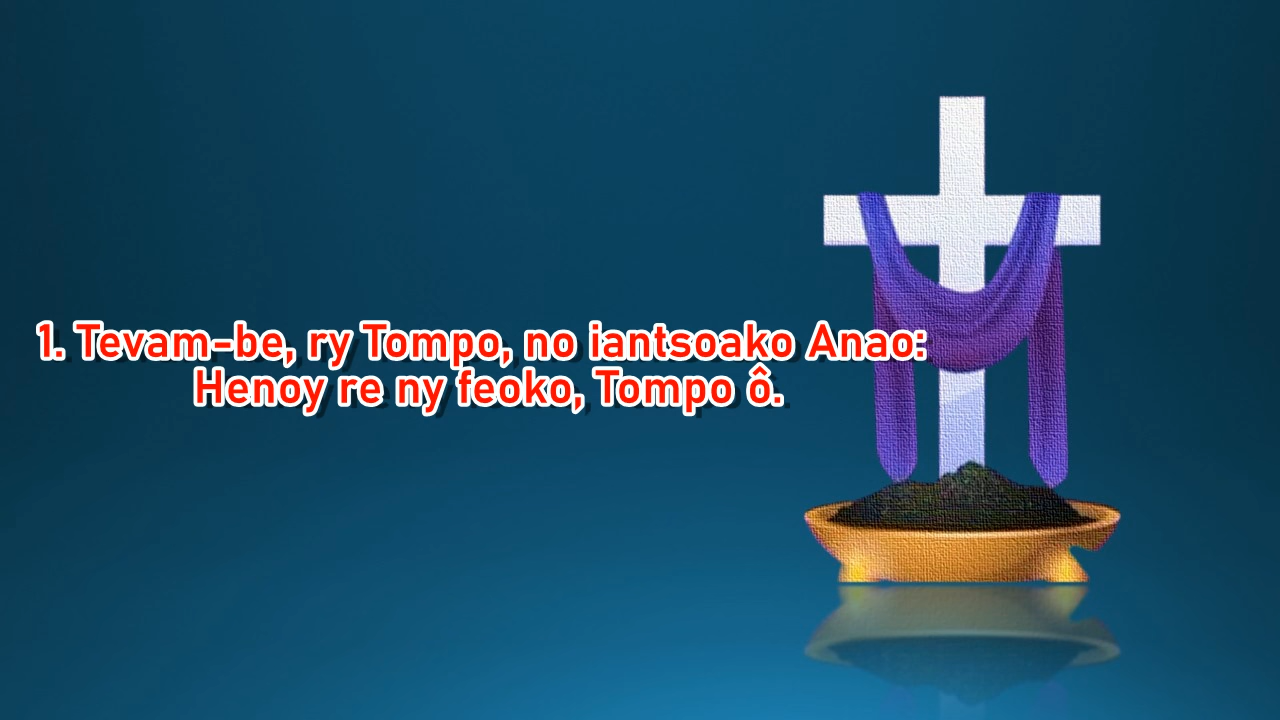 1. Tevam-be, ry Tompo, no iantsoako Anao:
Henoy re ny feoko, Tompo ô.